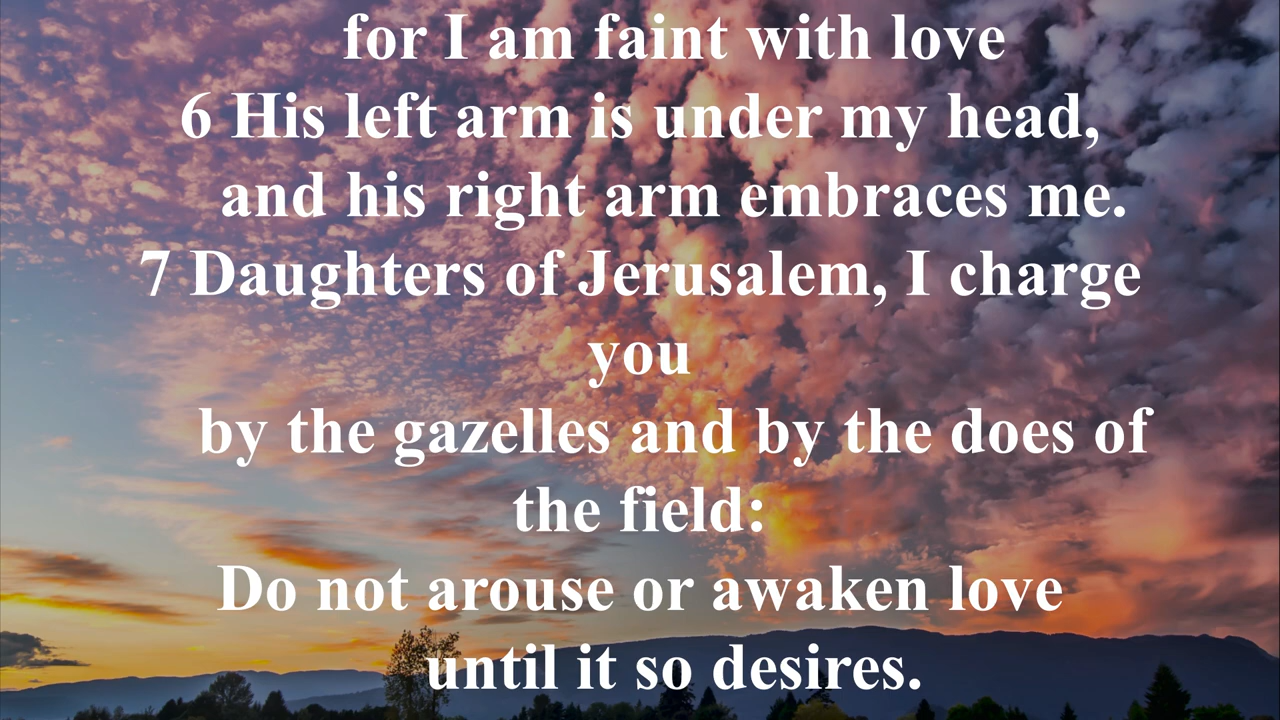 for I am faint with love
6 His left arm is under my head,
and his right arm embraces me.
7 Daughters of Jerusalem, I charge
you
by the gazelles and by the does of
the field:
Do not arouse or awaken love
until it so desires.